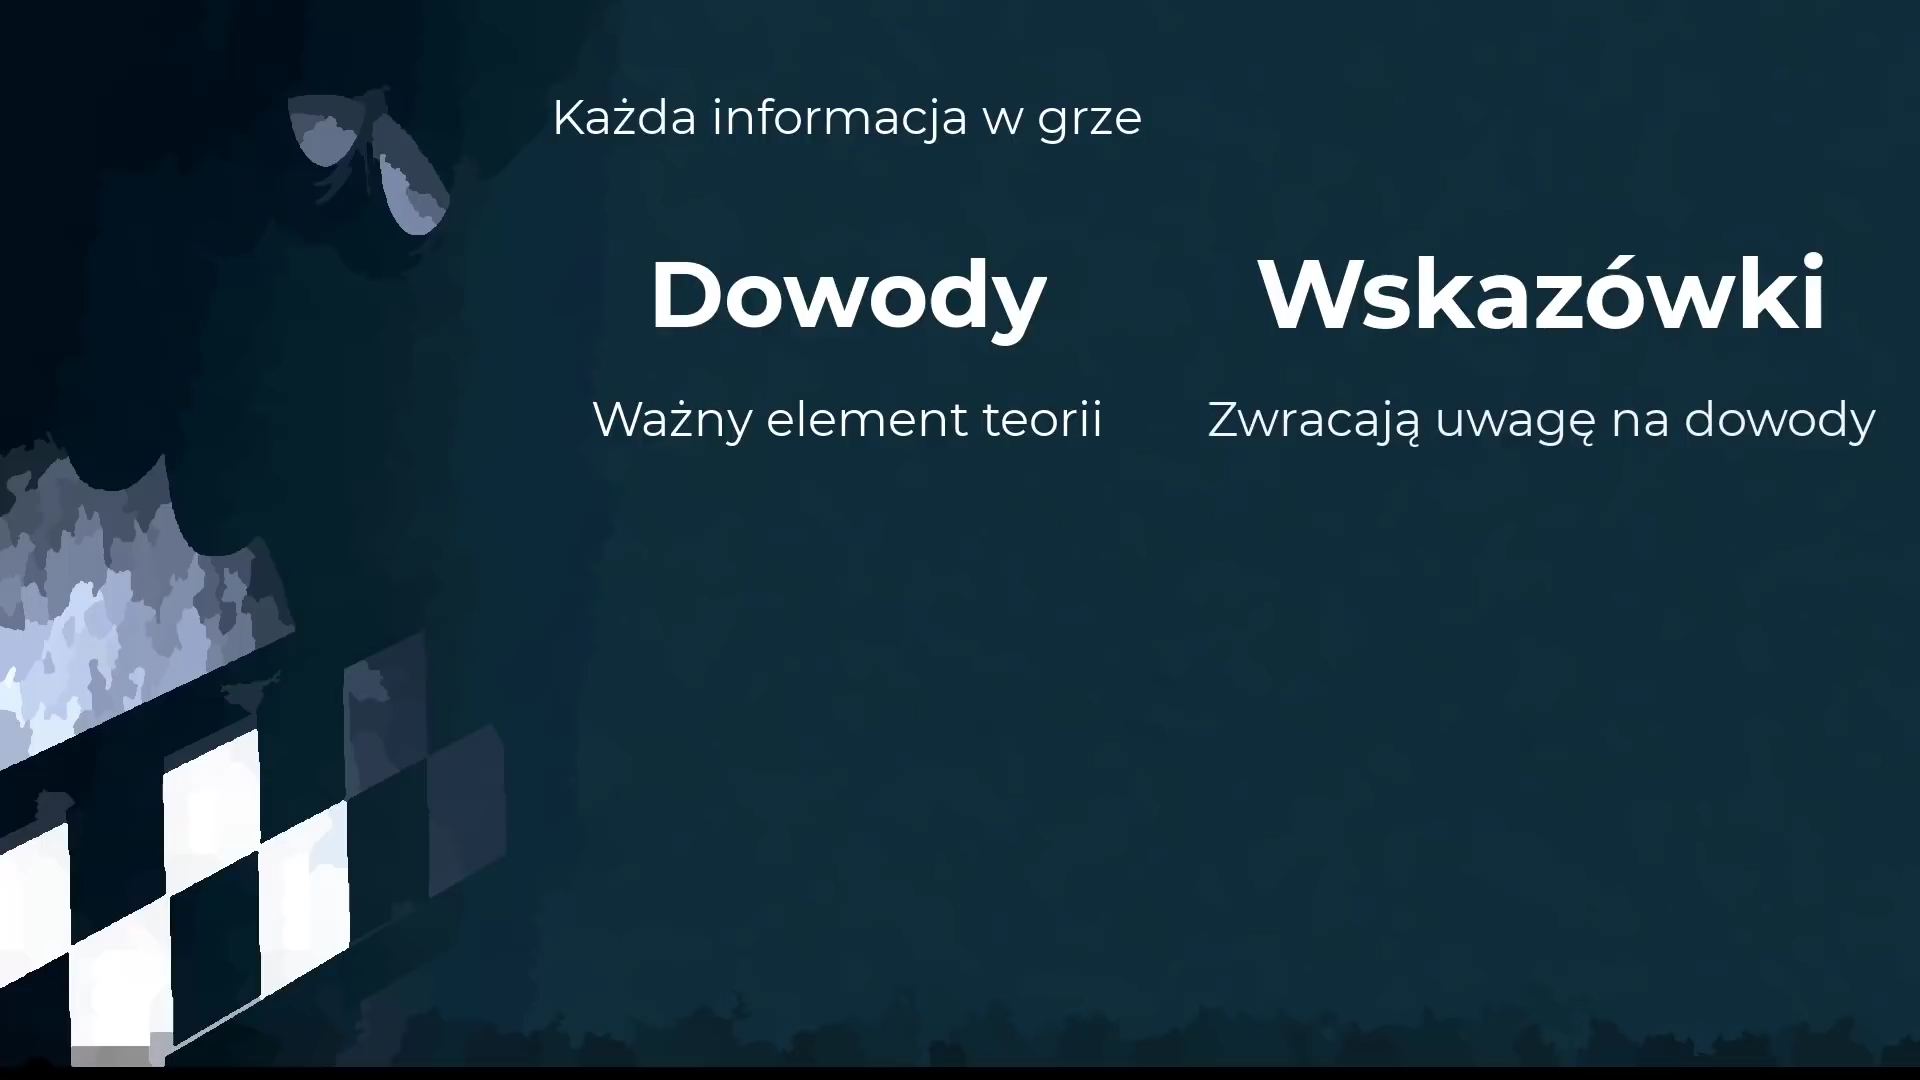 Każda informacja w grze
Dowody
Ważny element teorii
Wskazówki
Zwracają uwagę na dowody